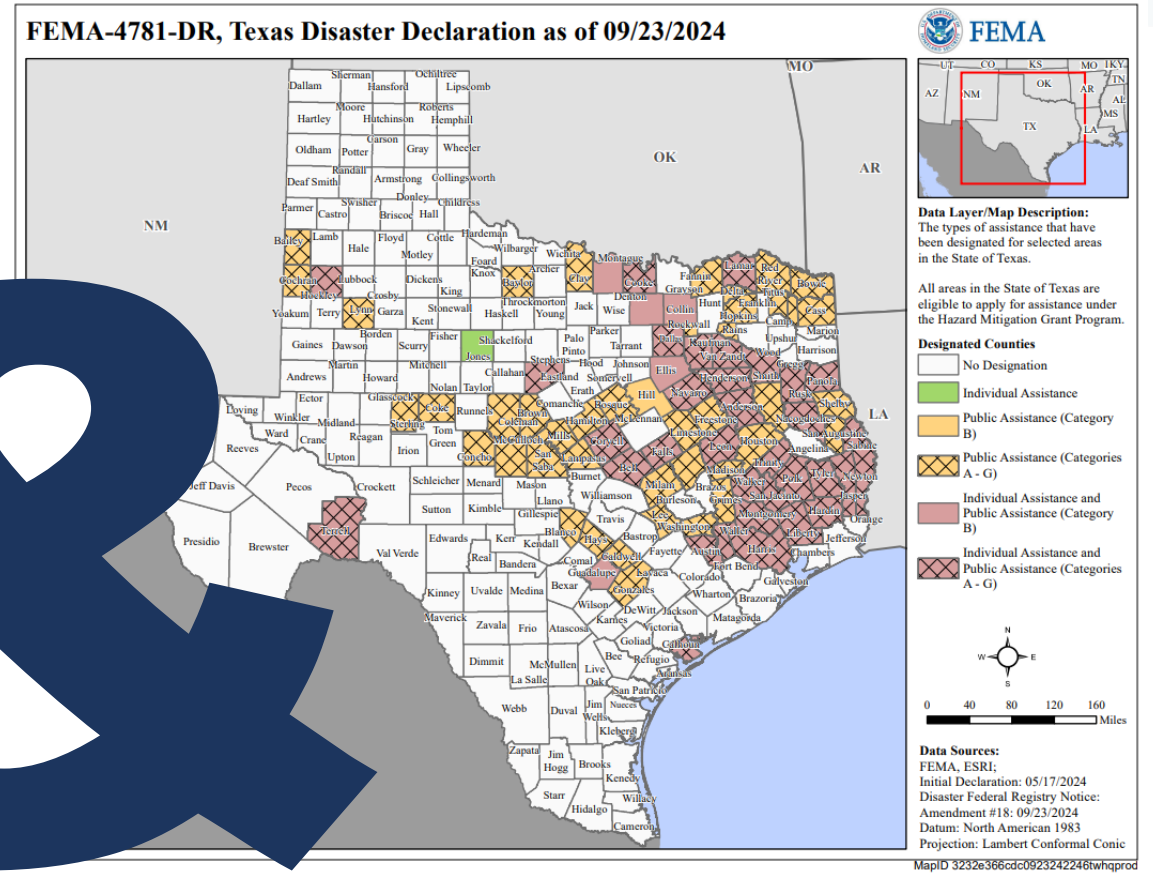 FEMA-4781-DR, Texas Disaster Declaration as of 09/23/2024
FEMA
MO
OK
AR
NM
LA
Sherman
Ochiltree
Dallam
Hansford
Lipscomb
Moore
Roberts
Hartley
Hutchinson
Hemphill
Carson
Oldham
Potter
Gray
Wheeler
Randall
Deaf Smith
Armstrong
Collingsworth
Donley
Parmer
Swisher
Childress
Castro
Briscoe
Hall
Bailey
Lamb
Floyd
Cottle
Hardeman
Hale
Motley
Wilbarger
Foard
Wichita
Cochran
Hockley
Lubbock
Crosby
Dickens
King
Knox
Baylor
Archer
Clay
Montague
Cooke
Grayson
Fannin
Lamar
Red
River
Bowie
Delta
Titus
Franklin
Cass
Yoakum
Terry
Lynn
Garza
Kent
Stonewall
Haskell
Throckmorton
Young
Jack
Wise
Denton
Collin
Hunt
Hopkins
Camp
Marion
Rockwall
Rains
Upshur
Gaines
Dawson
Borden
Scurry
Fisher
Jones
Shackelford
Stephens
Palo
Pinto
Parker
Tarrant
Dallas
Kaufman
Van Zandt
Wood
Gregg
Harrison
Andrews
Martin
Howard
Mitchell
Nolan
Taylor
Callahan
Eastland
Erath
Hood
Somervell
Johnson
Ellis
Henderson
Smith
Rusk
Panola
Loving
Winkler
Ector
Midland
Glasscock
Sterling
Coke
Runnels
Coleman
Brown
Comanche
Hamilton
Bosque
Hill
Navarro
Anderson
Nacogdoches
Shelby
Ward
Crane
Upton
Reagan
Irion
Tom
Green
Concho
McCulloch
San
Saba
Mills
Lampasas
Coryell
McLennan
Limestone
Freestone
Houston
Angelina
San Augustine
Sabine
Reeves
Jeff Davis
Pecos
Crockett
Schleicher
Menard
Mason
Llano
Burnet
Bell
Falls
Leon
Madison
Trinity
Polk
Tyler
Newton
Jasper
Presidio
Brewster
Terrell
Val Verde
Sutton
Kimble
Gillespie
Blanco
Williamson
Travis
Milam
Burleson
Brazos
Grimes
Walker
San Jacinto
Montgomery
Liberty
Hardin
Orange
Jefferson
Chambers
Edwards
Kerr
Real
Bandera
Kendall
Comal
Hays
Caldwell
Bastrop
Lee
Washington
Waller
Harris
Austin
Fayette
Colorado
Fort Bend
Galveston
Brazoria
Kinney
Uvalde
Medina
Bexar
Guadalupe
Gonzales
Lavaca
Wharton
Matagorda
Maverick
Zavala
Frio
Atascosa
Wilson
Karnes
DeWitt
Jackson
Victoria
Goliad
Calhoun
Dimmit
La Salle
McMullen
Live
Oak
Bee
Refugio
Aransas
San Patricio
Webb
Duval
Jim
Wells
Nueces
Kleberg
Zapata
Jim
Hogg
Brooks
Kenedy
Starr
Hidalgo
Willacy
Cameron
UT
CO
KS
MO
KY
AZ
NM
OK
AR
TN
AL
MS
TX
LA
Data Layer/Map Description:
The types of assistance that have
been designated for selected areas
in the State of Texas.
All areas in the State of Texas are
eligible to apply for assistance under
the Hazard Mitigation Grant Program.
Designated Counties
No Designation
Individual Assistance
Public Assistance (Category
B)
Public Assistance (Categories
A - G)
Individual Assistance and
Public Assistance (Category
B)
Individual Assistance and
Public Assistance (Categories
A - G)
N
W
E
S
0 40 80 120 160
Miles
Data Sources:
FEMA, ESRI;
Initial Declaration: 05/17/2024
Disaster Federal Registry Notice:
Amendment #18: 09/23/2024
Datum: North American 1983
Projection: Lambert Conformal Conic
MapID 3232e366cdc0923242246twhqprod